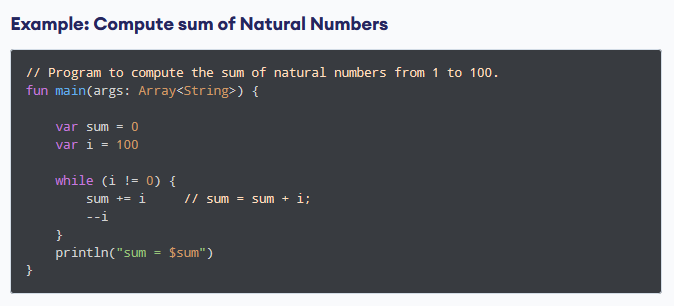 Example: Compute sum of Natural Numbers
// Program to compute the sum of natural numbers from 1 to 100.
fun main(args: Array<String>) {
var sum = 0
var i = 100
while (i != 0) {
sum += i     // sum = sum + i;
--i
}
println("sum = $sum")
}